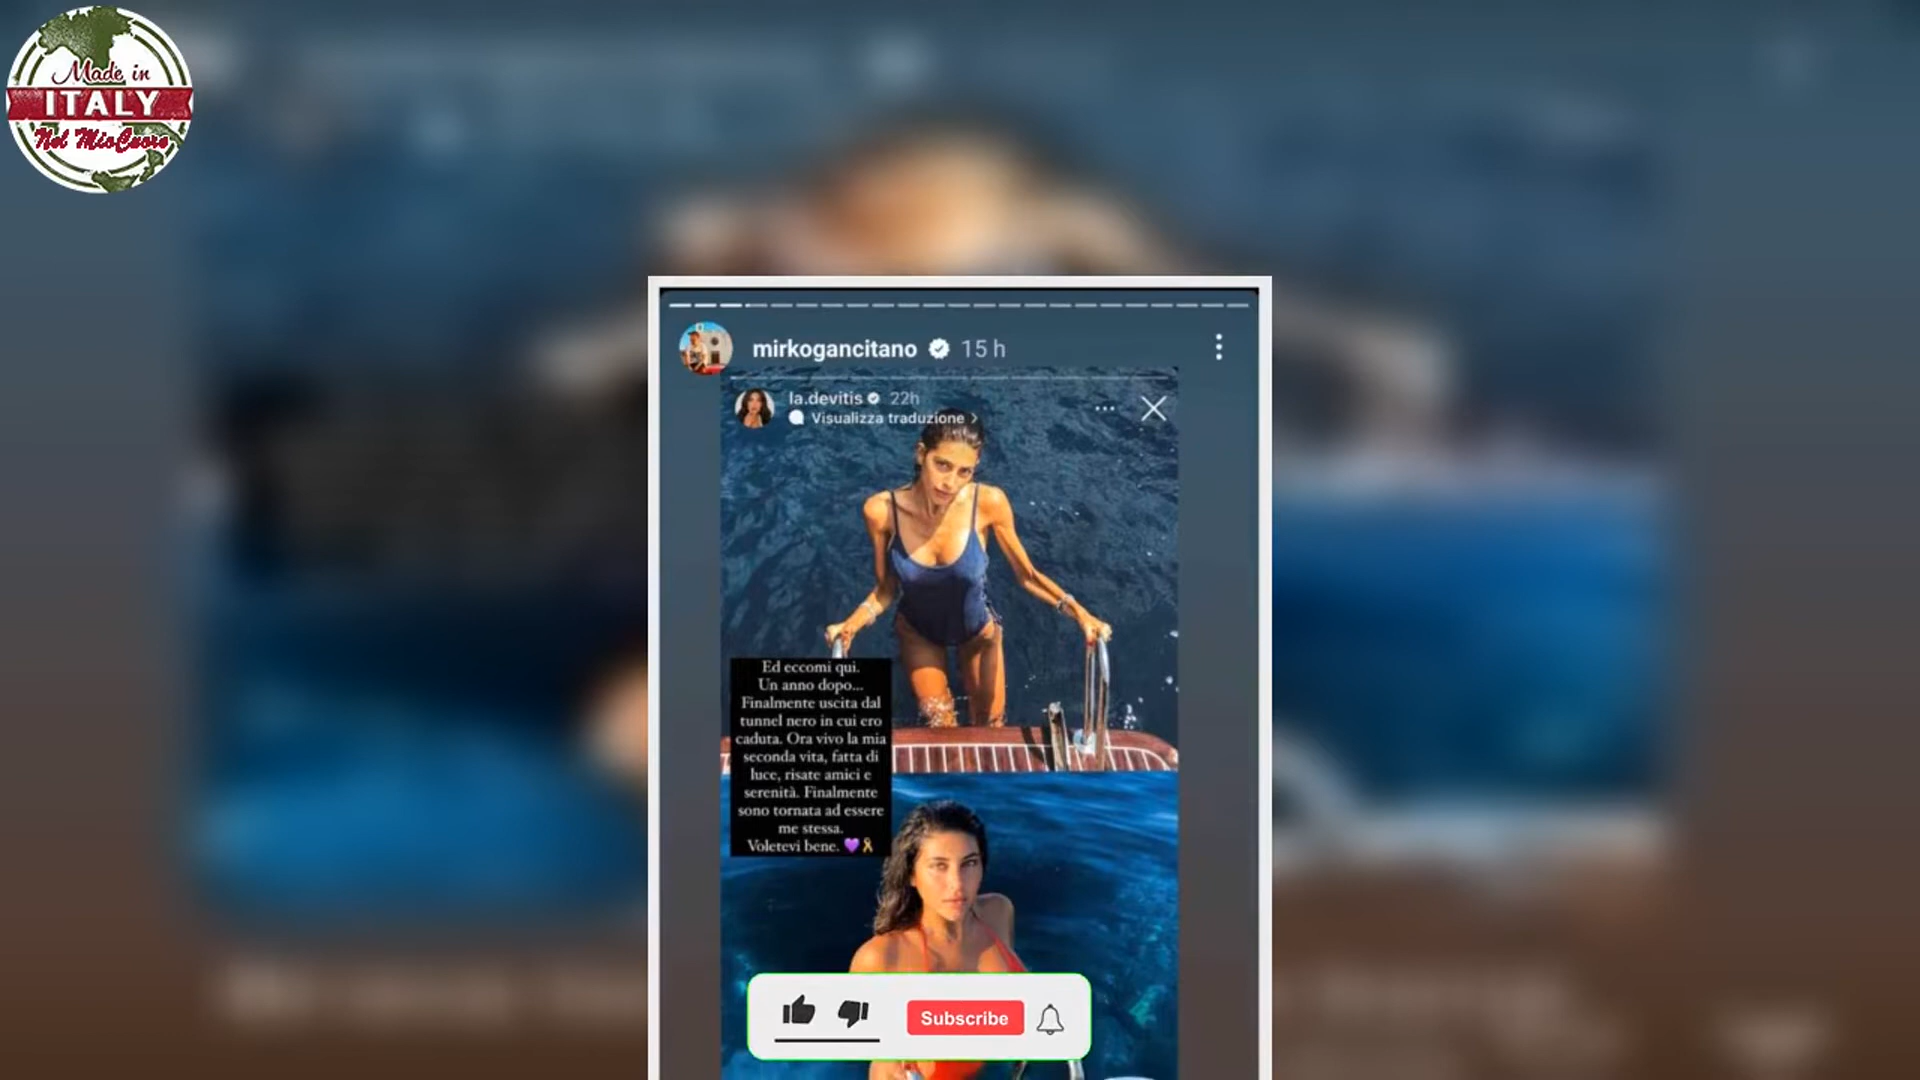 Made in
ITALY
Nel MioCuore
mirkogancitano 15 h
la.devitis 22h
Visualizza traduzione
Ed eccomi qui.
Un anno dopo...
Finalmente uscita dal
tunnel nero in cui ero
caduta. Ora vivo la mia
seconda vita, fatta di
luce, risate amici e
serenità. Finalmente
sono tornata ad essere
me stessa.
Voletevi bene. 💜🎗
Subscribe